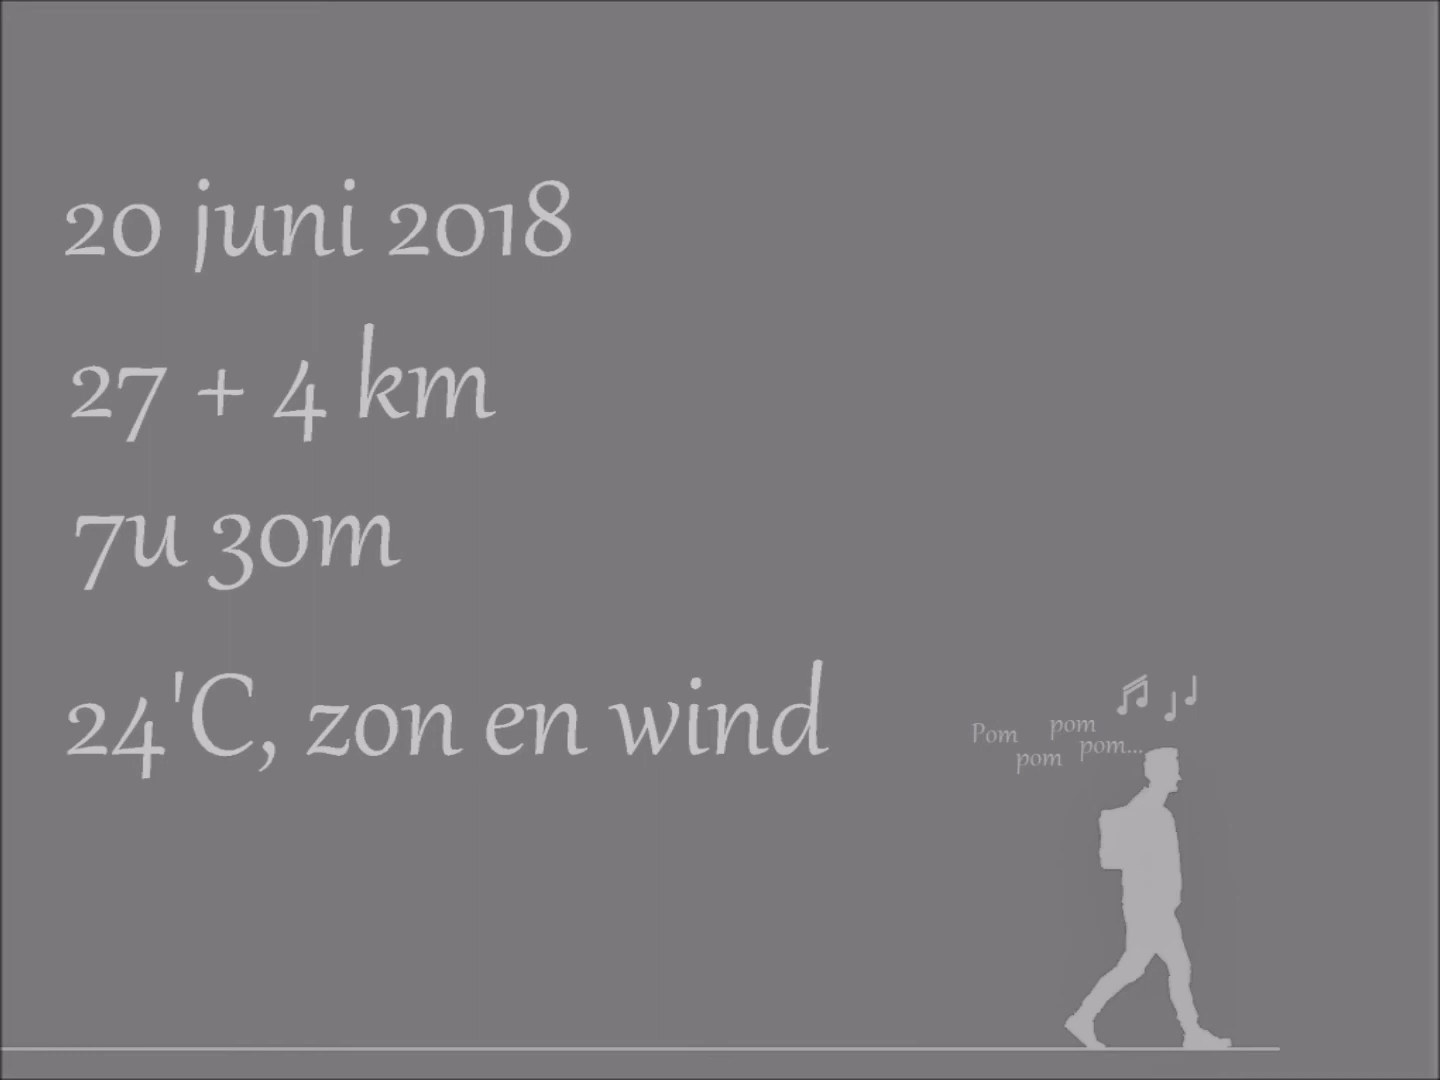 20 juni 2018
27 + 4 km
7u 30m
24'C, zon en wind
Pom pom pom pom...